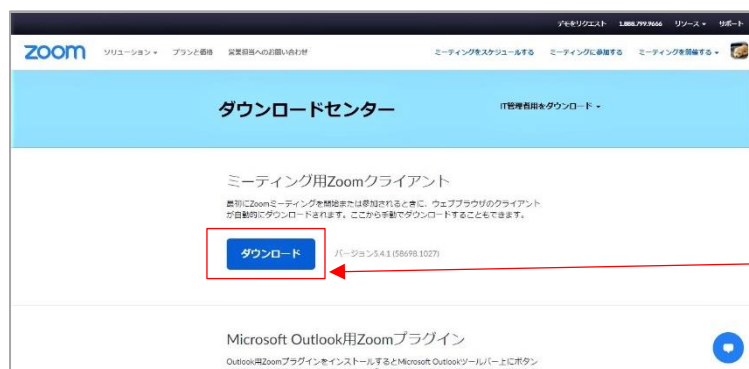 デモをリクエスト 1.888.799.9666 リソース サポート
zoom ソリューション プランと価格 営業担当へのお問い合わせ ミーティングをスケジュールする ミーティングに参加する ミーティングを開催する
ダウンロードセンター IT管理者用をダウンロード
ミーティング用Zoomクライアント
最初にZoomミーティングを開始または参加されるときに、ウェブブラウザのクライアント
が自動的にダウンロードされます。ここから手動でダウンロードすることもできます。
ダウンロード バージョン5.4.1 (58698.1027)
Microsoft Outlook用Zoomプラグイン
Outlook用ZoomプラグインをインストールするとMicrosoft Outlookツールバー上にボタン